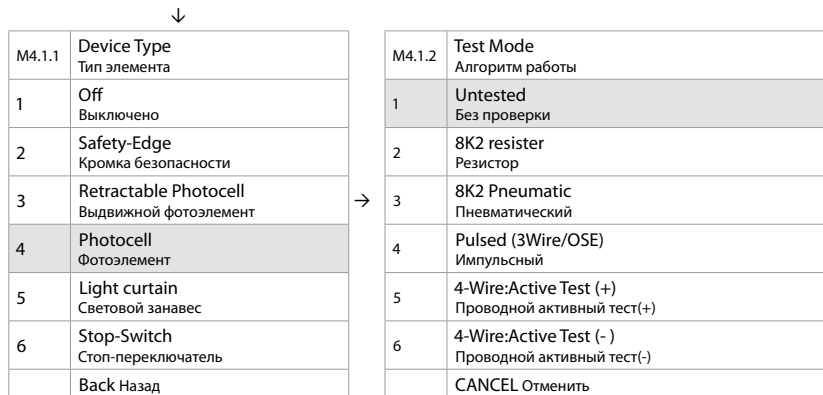 ↓
M4.1.1 Device Type
Тип элемента
1 Off
Выключено
2 Safety-Edge
Кромка безопасности
3 Retractable Photocell
Выдвижной фотоэлемент
4 Photocell
Фотоэлемент
5 Light curtain
Световой занавес
6 Stop-Switch
Стоп-переключатель
Back Назад
→
M4.1.2 Test Mode
Алгоритм работы
1 Untested
Без проверки
2 8K2 resister
Резистор
3 8K2 Pneumatic
Пневматический
4 Pulsed (3Wire/OSE)
Импульсный
5 4-Wire:Active Test (+)
Проводной активный тест(+)
6 4-Wire:Active Test (- )
Проводной активный тест(-)
CANCEL Отменить